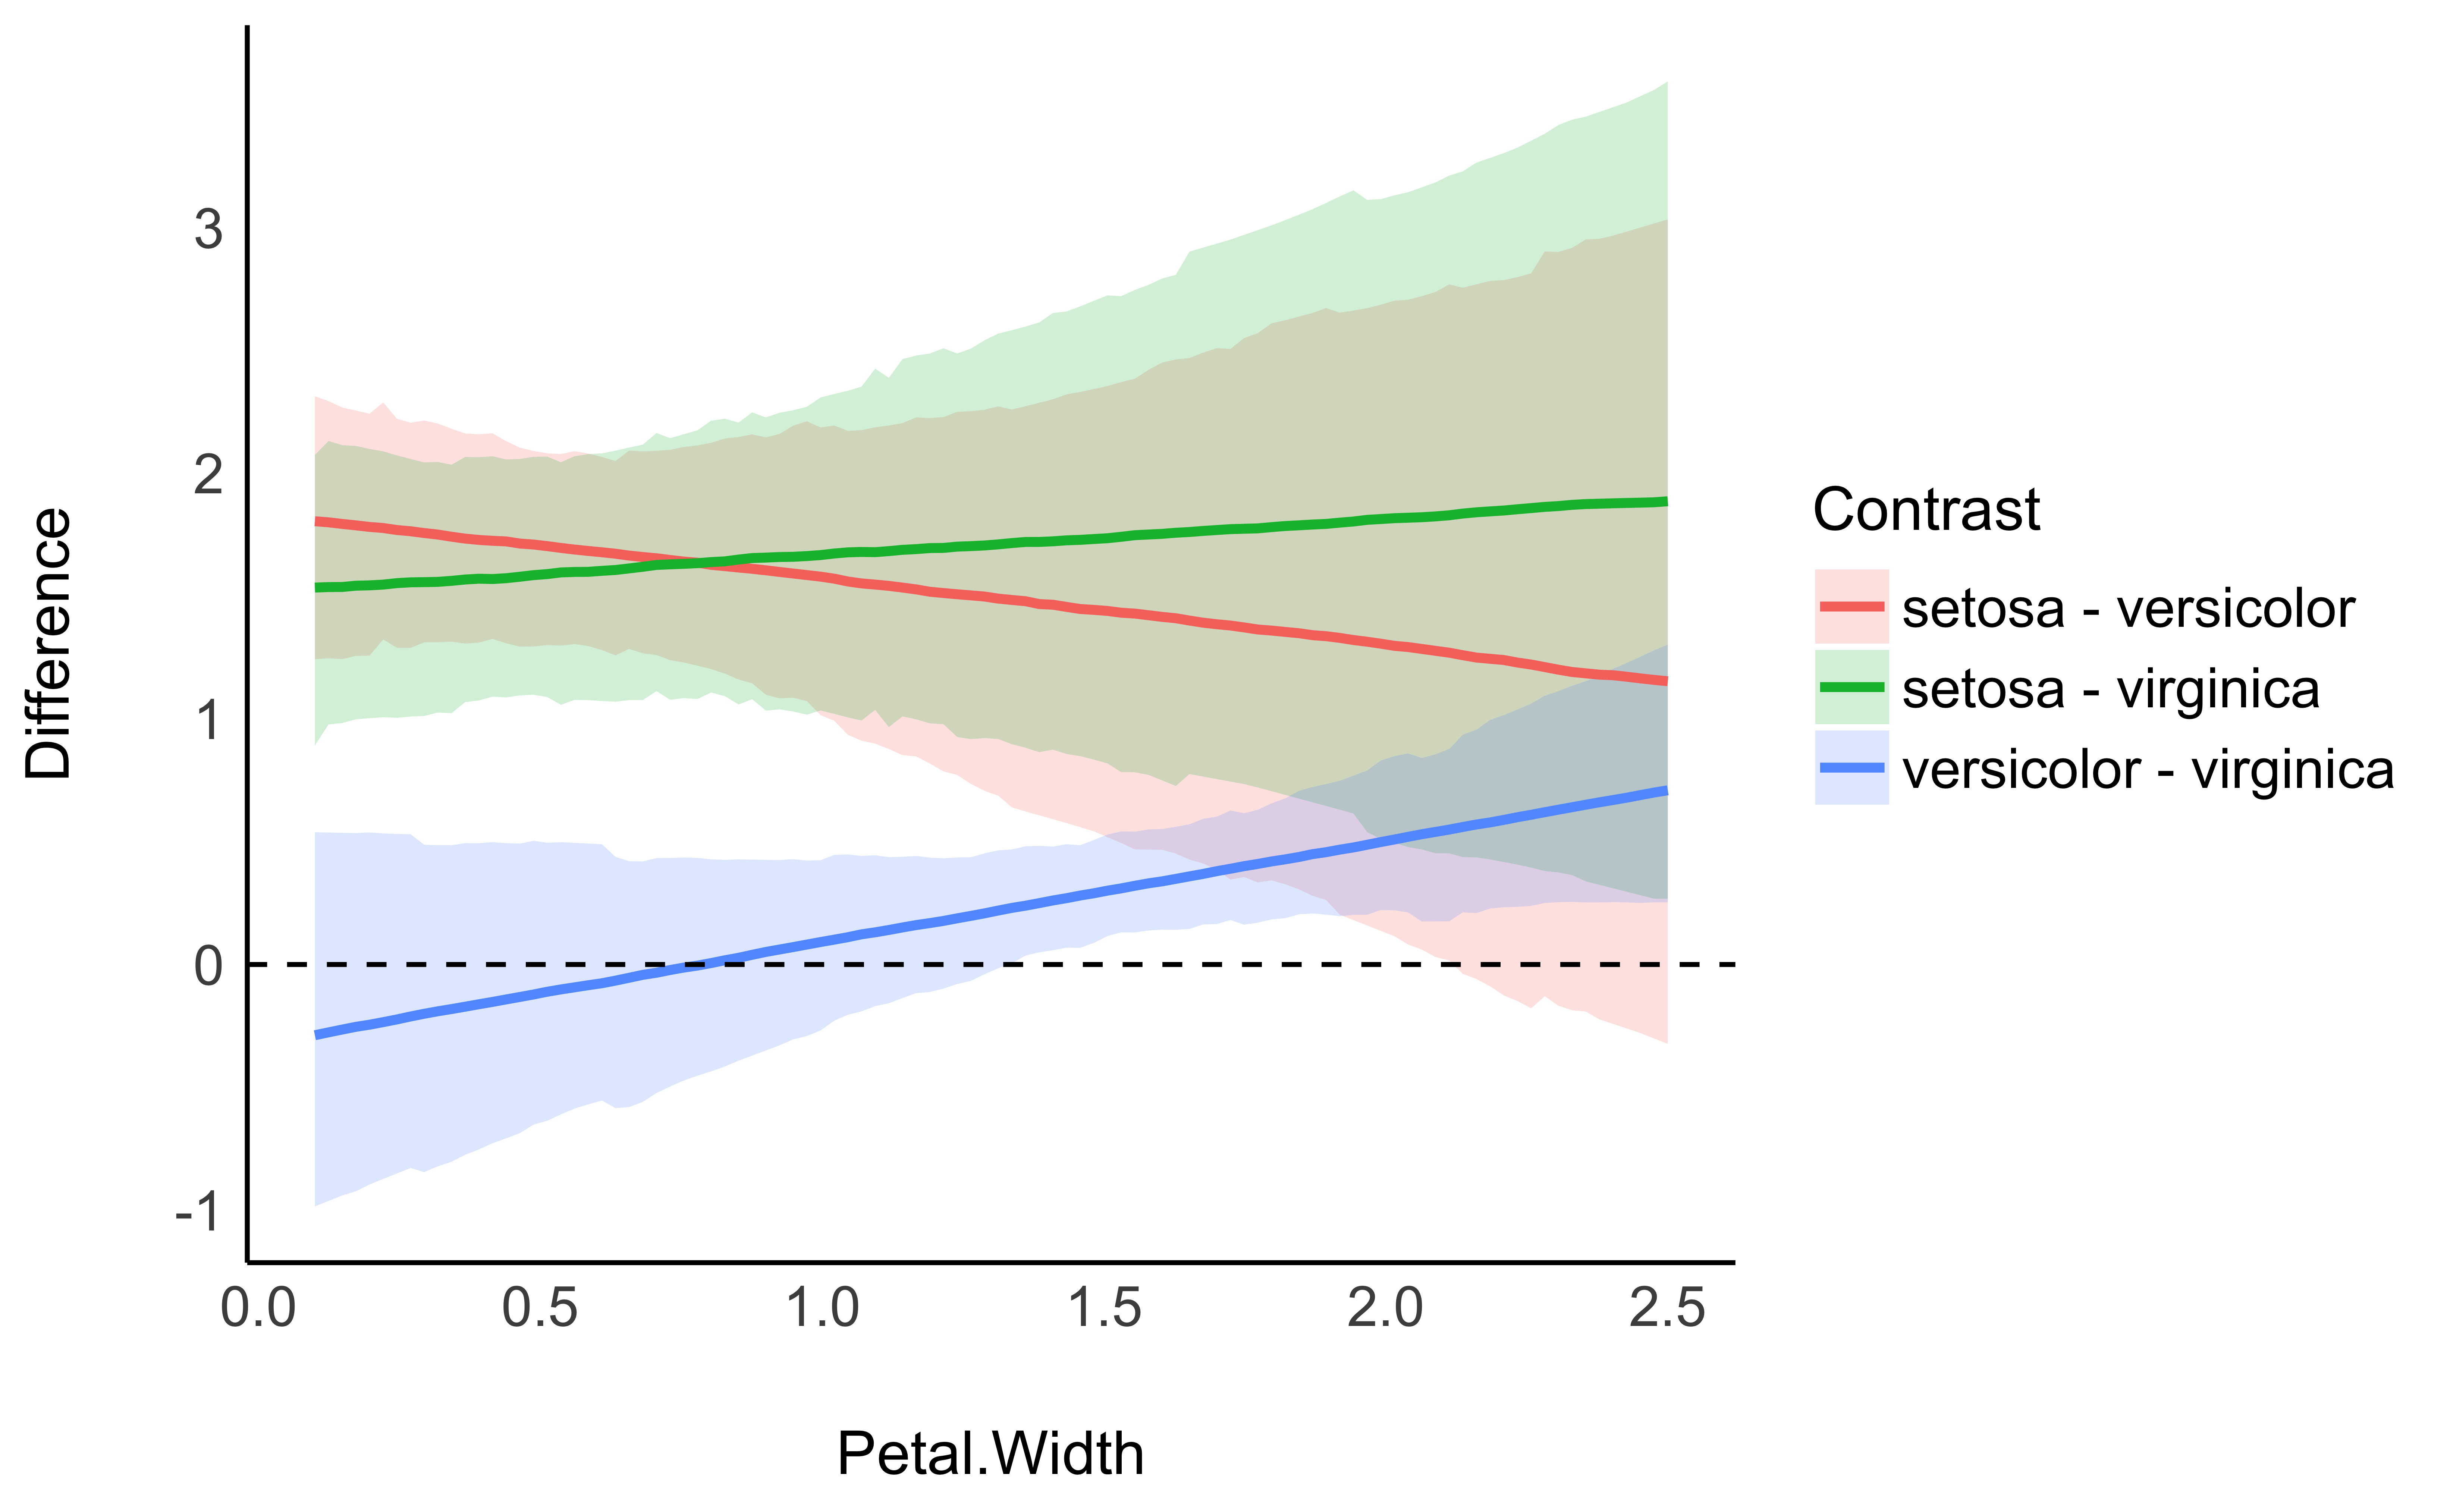 Difference
3
2
1
0
-1
0.0 0.5 1.0 1.5 2.0 2.5
Petal.Width
Contrast
setosa - versicolor
setosa - virginica
versicolor - virginica